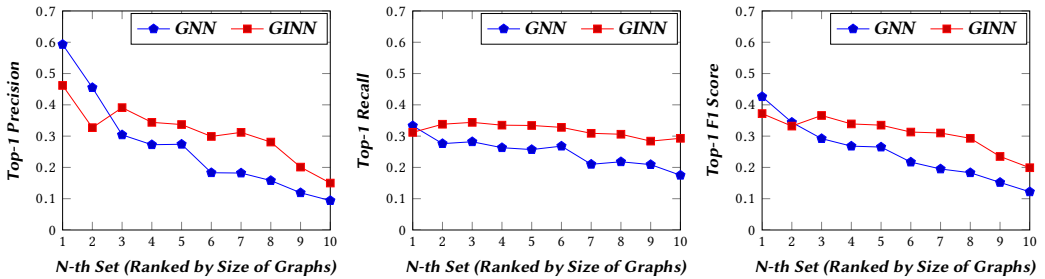 0.7
0.6
0.5
0.4
0.3
0.2
0.1
0
Top-1 Precision
GNN GINN
1 2 3 4 5 6 7 8 9 10
N-th Set (Ranked by Size of Graphs)
0.7
0.6
0.5
0.4
0.3
0.2
0.1
0
Top-1 Recall
GNN GINN
1 2 3 4 5 6 7 8 9 10
N-th Set (Ranked by Size of Graphs)
0.7
0.6
0.5
0.4
0.3
0.2
0.1
0
Top-1 F1 Score
GNN GINN
1 2 3 4 5 6 7 8 9 10
N-th Set (Ranked by Size of Graphs)